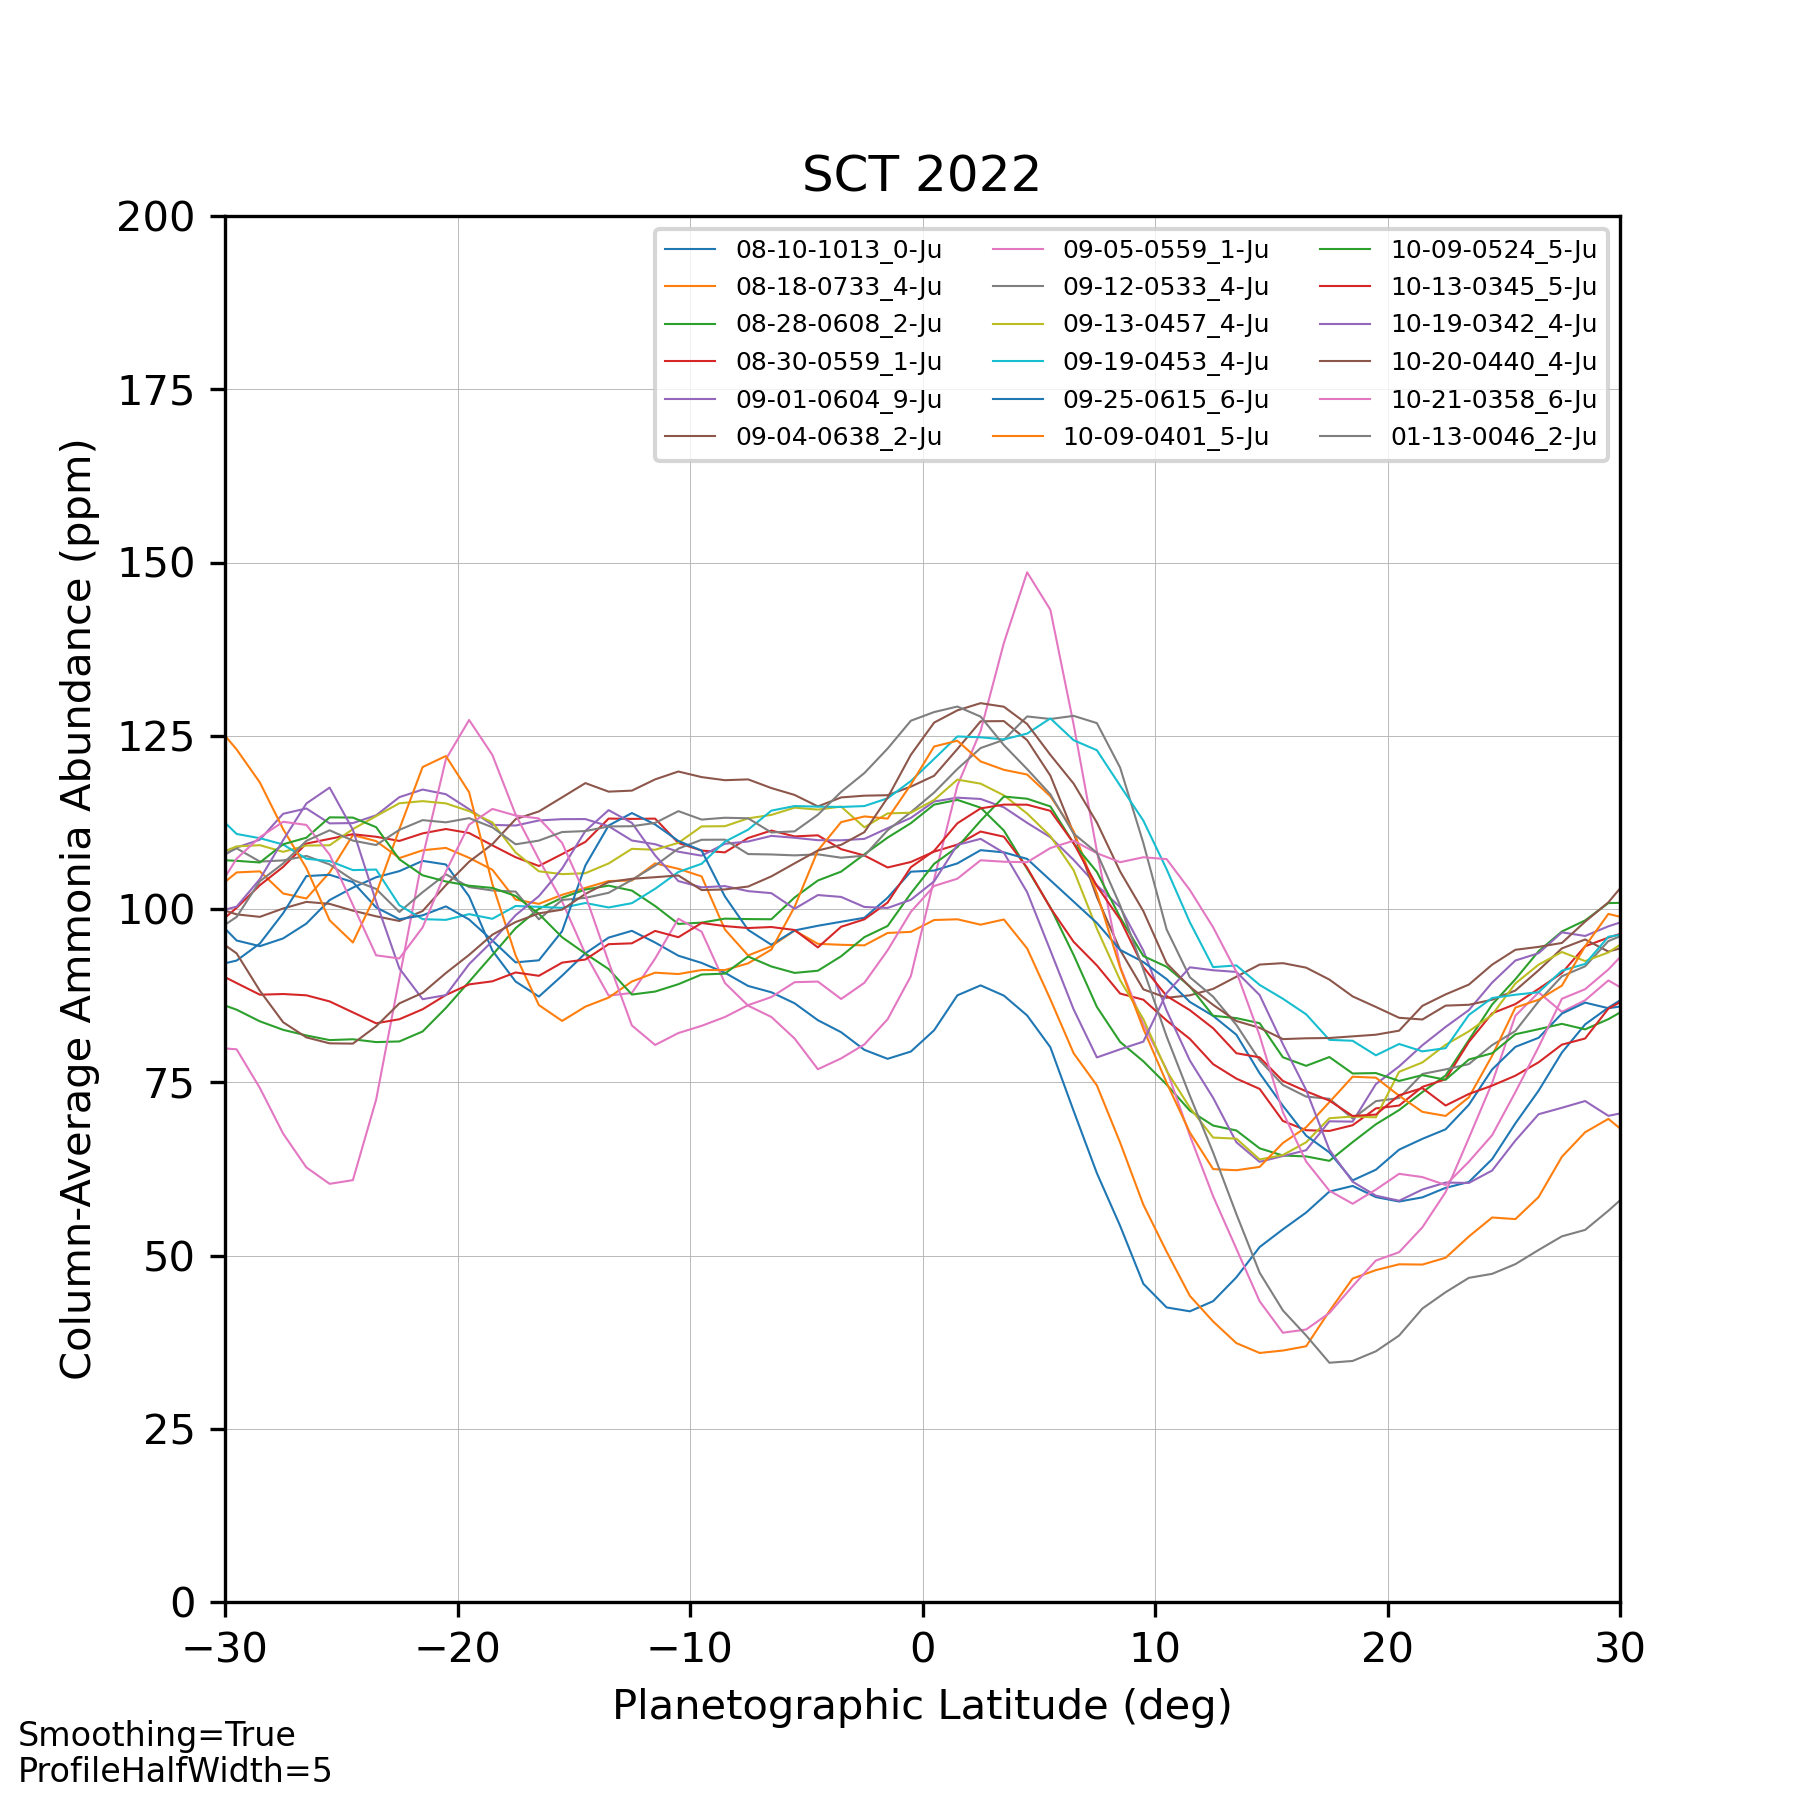 SCT 2022
200
175
150
125
100
75
50
25
0
Column-Average Ammonia Abundance (ppm)
08-10-1013_0-Ju
08-18-0733_4-Ju
08-28-0608_2-Ju
08-30-0559_1-Ju
09-01-0604_9-Ju
09-04-0638_2-Ju
09-05-0559_1-Ju
09-12-0533_4-Ju
09-13-0457_4-Ju
09-19-0453_4-Ju
09-25-0615_6-Ju
10-09-0401_5-Ju
10-09-0524_5-Ju
10-13-0345_5-Ju
10-19-0342_4-Ju
10-20-0440_4-Ju
10-21-0358_6-Ju
01-13-0046_2-Ju
−30 −20 −10 0 10 20 30
Planetographic Latitude (deg)
Smoothing=True
ProfileHalfWidth=5